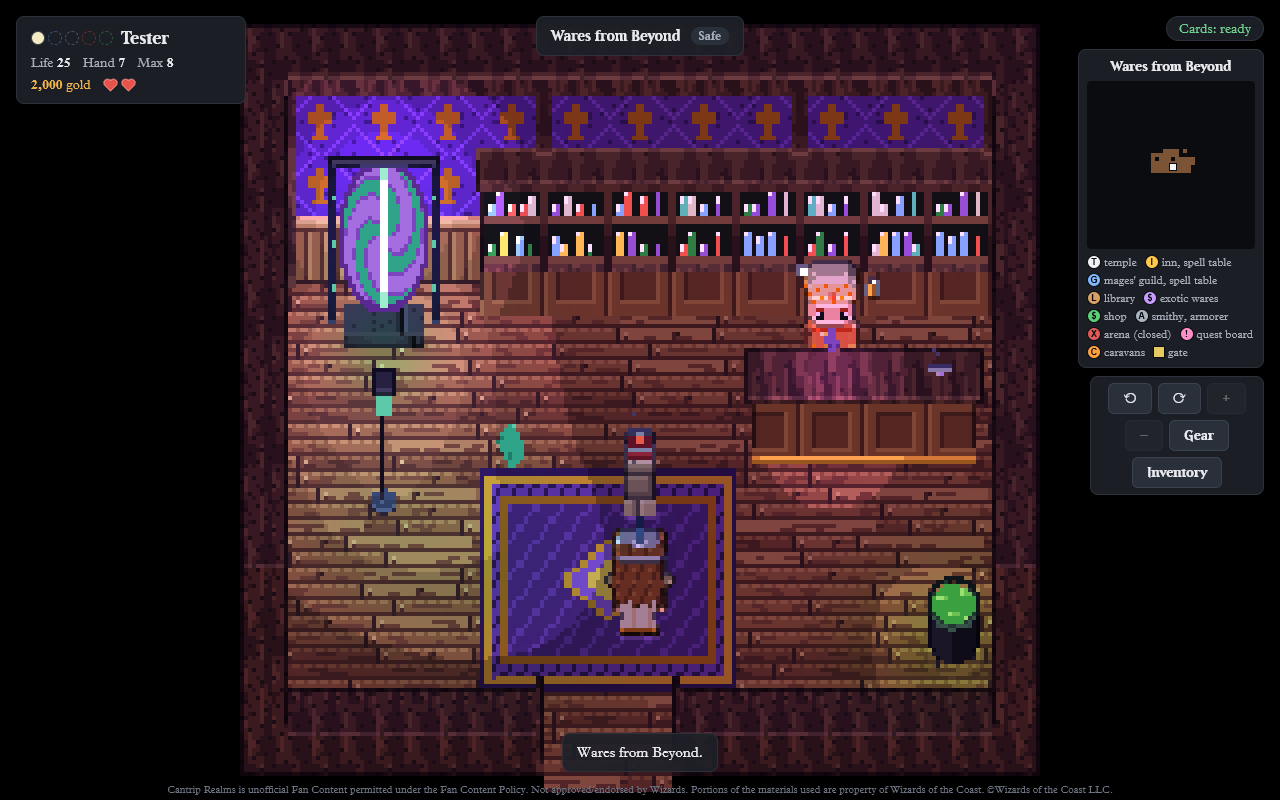 Tester
Life 25 Hand 7 Max 8
2,000 gold
Wares from Beyond Safe
Cards: ready
Wares from Beyond
T temple I inn, spell table
G mages' guild, spell table
L library S exotic wares
S shop A smithy, armorer
X arena (closed) ! quest board
C caravans gate
+
− Gear
Inventory
Wares from Beyond.
Cantrip Realms is unofficial Fan Content permitted under the Fan Content Policy. Not approved/endorsed by Wizards. Portions of the materials used are property of Wizards of the Coast. ©Wizards of the Coast LLC.